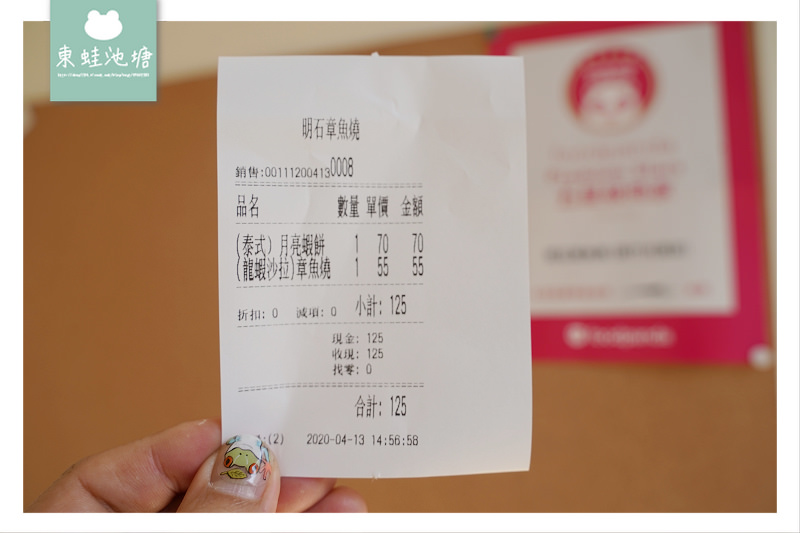 東蛙池塘
明石章魚燒
銷售:001112004130008
品名 數量 單價 金額
(泰式) 月亮蝦餅 1 70 70
(龍蝦沙拉)章魚燒 1 55 55
折扣: 0 減項: 0 小計: 125
現金: 125
收現: 125
找零: 0
合計: 125
(2) 2020-04-13 14:56:58
foodpanda